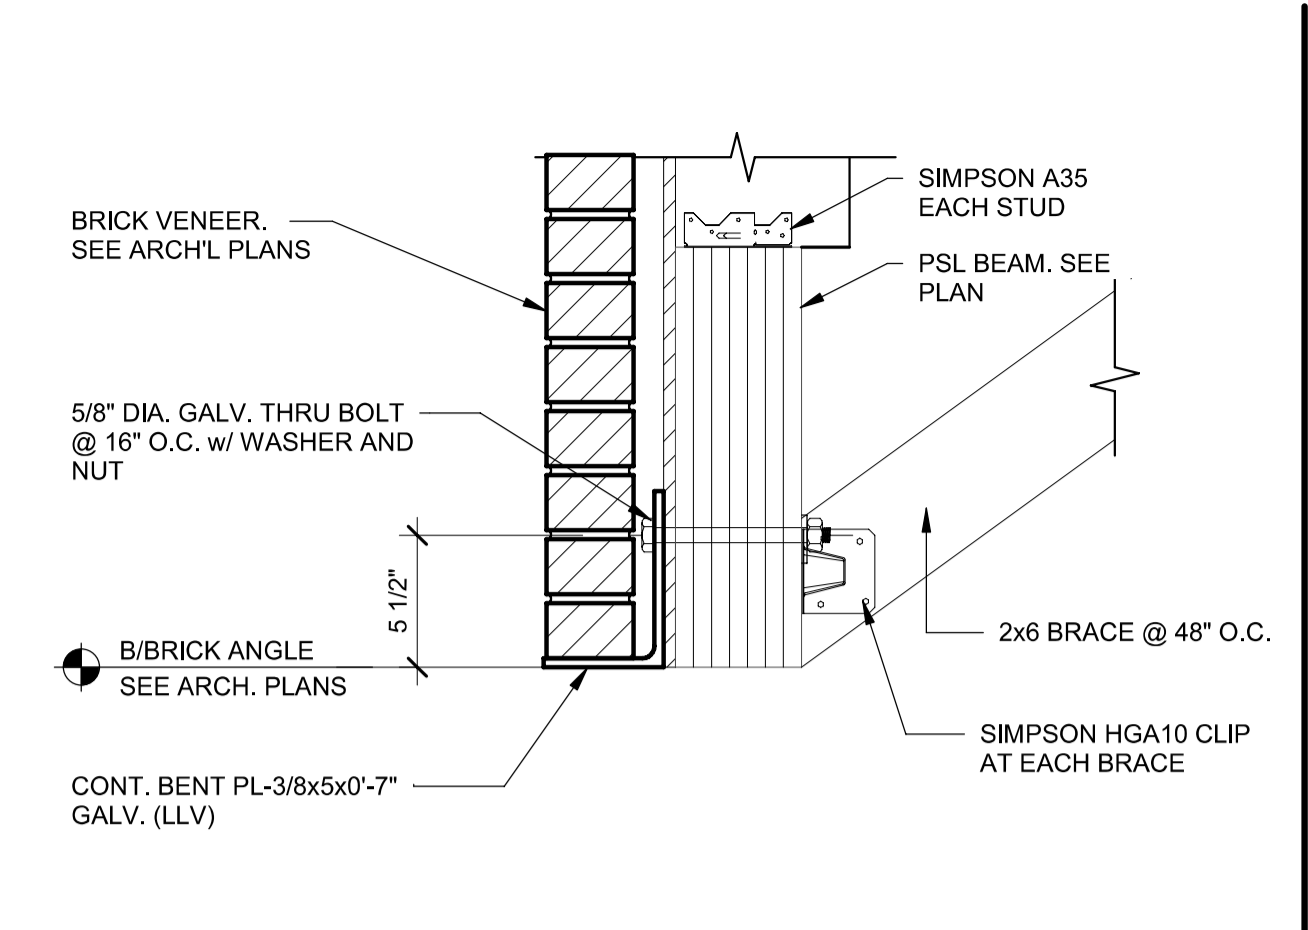 BRICK VENEER.
SEE ARCH'L PLANS
5/8" DIA. GALV. THRU BOLT
@ 16" O.C. w/ WASHER AND
NUT
5 1/2"
B/BRICK ANGLE
SEE ARCH. PLANS
CONT. BENT PL-3/8x5x0'-7"
GALV. (LLV)
SIMPSON A35
EACH STUD
PSL BEAM. SEE
PLAN
2x6 BRACE @ 48" O.C.
SIMPSON HGA10 CLIP
AT EACH BRACE